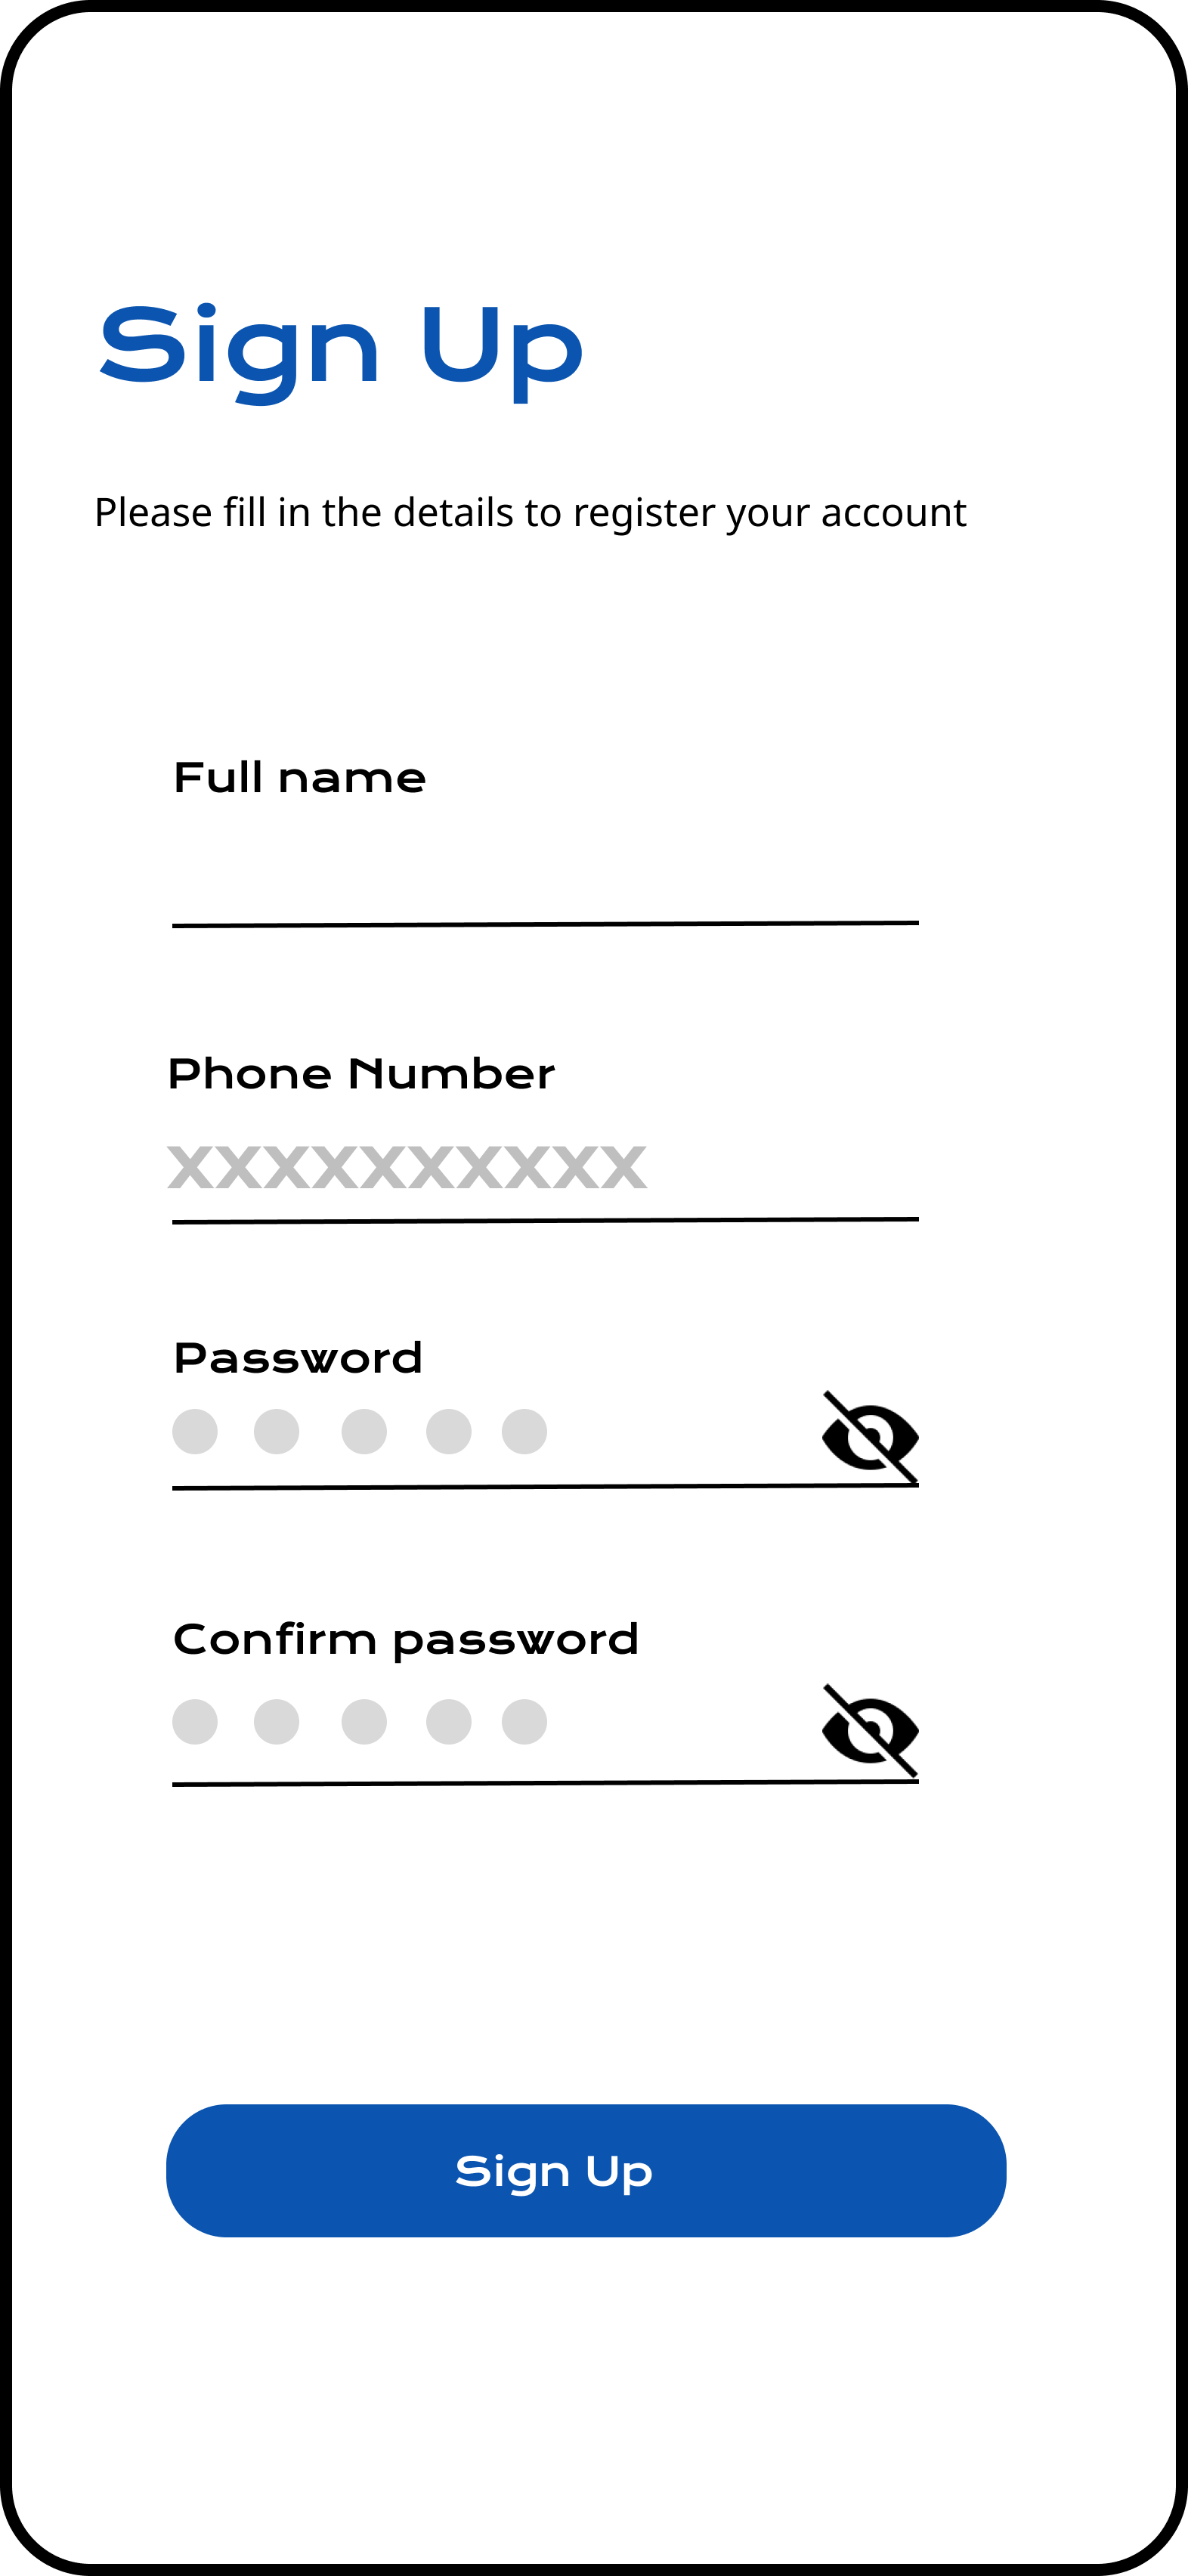 Sign Up
Please fill in the details to register your account
Full name
Phone Number
XXXXXXXXXX
Password
Confirm password
Sign Up